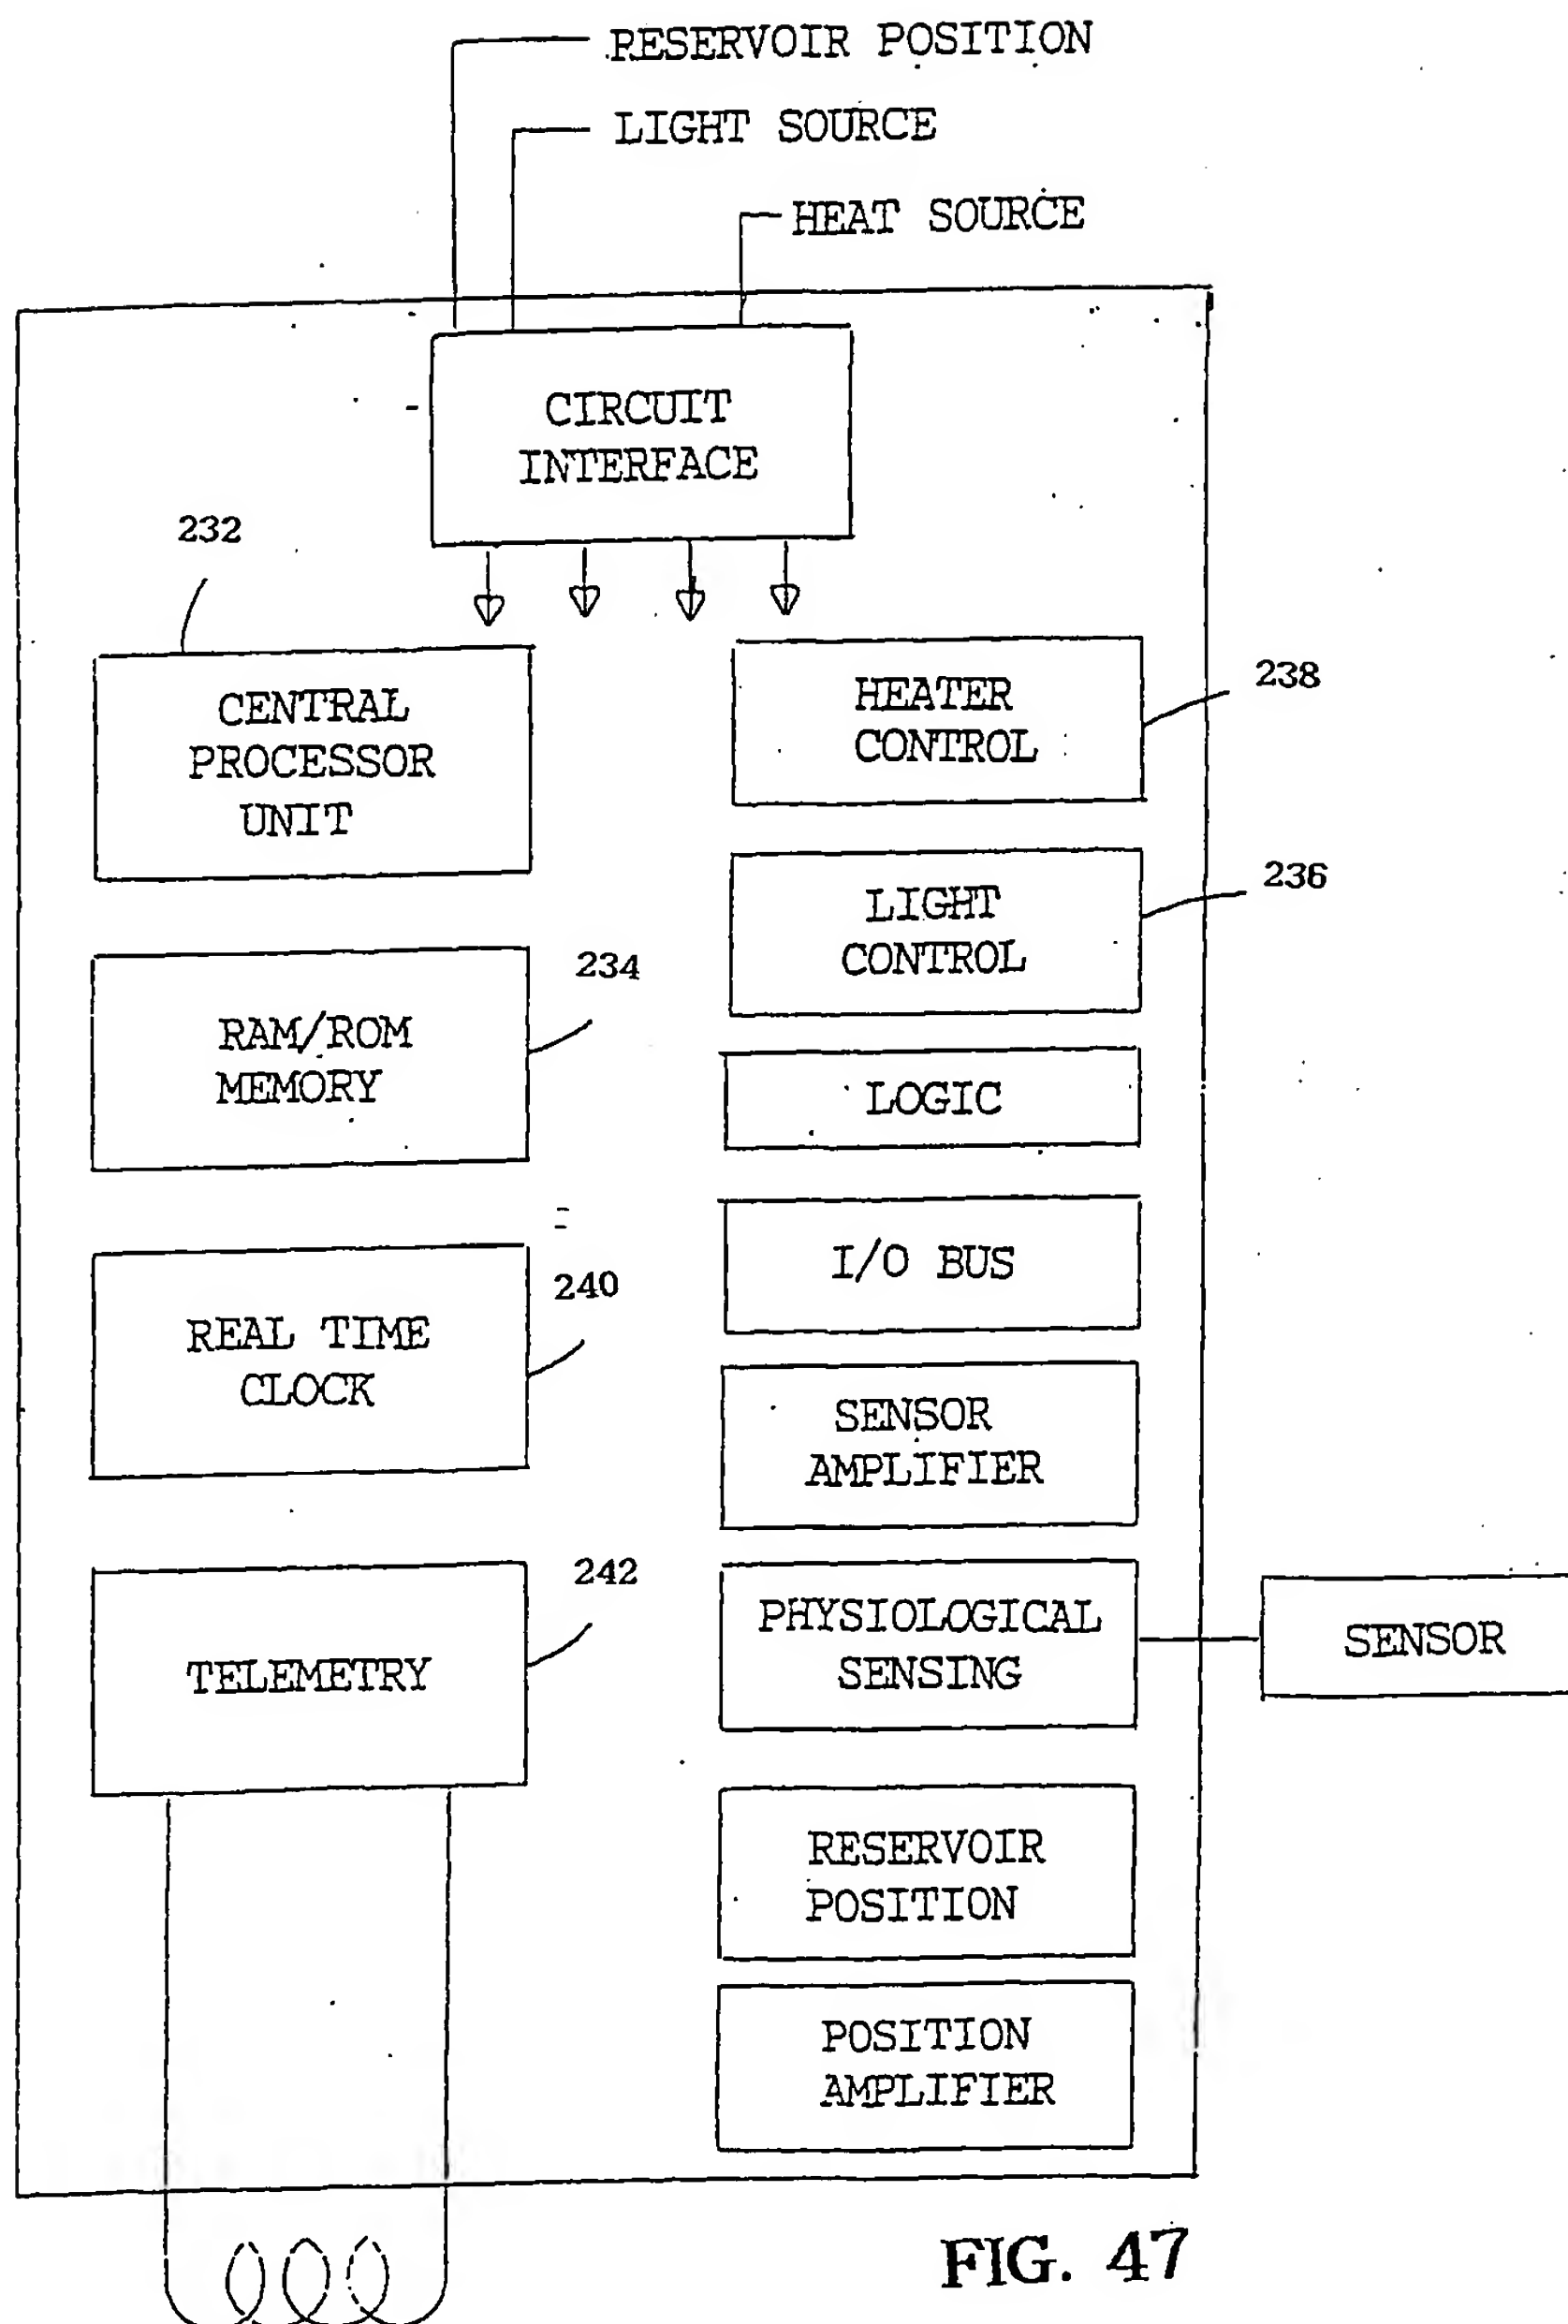 RESERVOIR POSITION
LIGHT SOURCE
HEAT SOURCE
CIRCUIT
INTERFACE
232
CENTRAL
PROCESSOR
UNIT
HEATER
CONTROL
238
LIGHT
CONTROL
236
RAM/ROM
MEMORY
234
LOGIC
I/O BUS
REAL TIME
CLOCK
240
SENSOR
AMPLIFIER
TELEMETRY
242
PHYSIOLOGICAL
SENSING
SENSOR
RESERVOIR
POSITION
POSITION
AMPLIFIER
FIG. 47